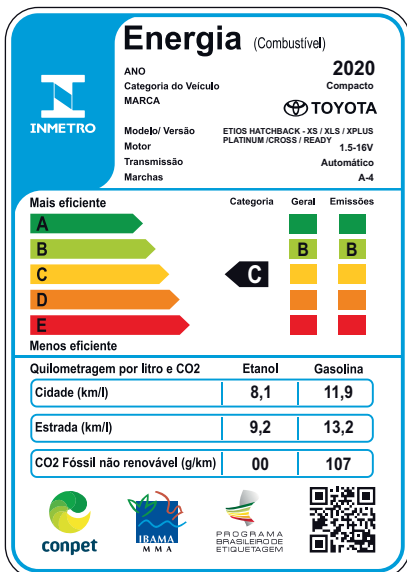 Energia (Combustível)
ANO 2020
Categoria do Veículo Compacto
MARCA TOYOTA
INMETRO
Modelo/ Versão ETIOS HATCHBACK - XS / XLS / XPLUS
PLATINUM /CROSS / READY
Motor 1.5-16V
Transmissão Automático
Marchas A-4
Mais eficiente Categoria Geral Emissões
A
B B B
C C
D
E
Menos eficiente
Quilometragem por litro e CO2 Etanol Gasolina
Cidade (km/l) 8,1 11,9
Estrada (km/l) 9,2 13,2
CO2 Fóssil não renovável (g/km) 00 107
conpet
IBAMA
MMA
PROGRAMA
BRASILEIRO DE
ETIQUETAGEM